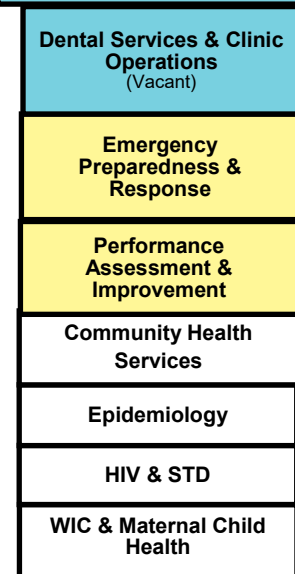 Dental Services & Clinic
Operations
(Vacant)
Emergency
Preparedness &
Response
Performance
Assessment &
Improvement
Community Health
Services
Epidemiology
HIV & STD
WIC & Maternal Child
Health